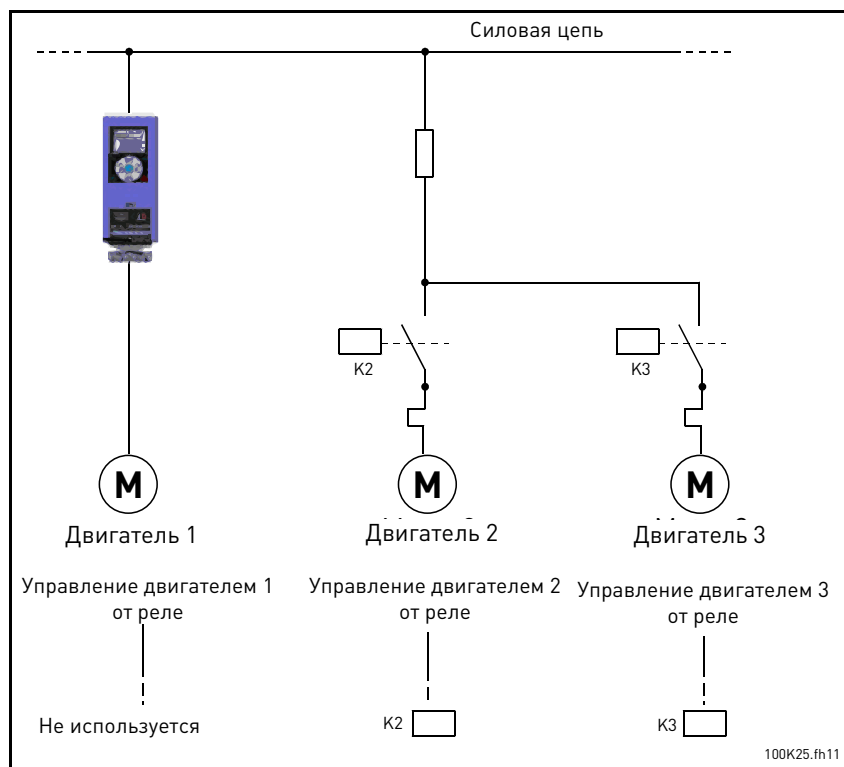 Силовая цепь
K2
K3
M
M
M
Двигатель 1
Двигатель 2
Двигатель 3
Управление двигателем 1
от реле
Управление двигателем 2
от реле
Управление двигателем 3
от реле
Не используется
K2
K3
100K25.fh11